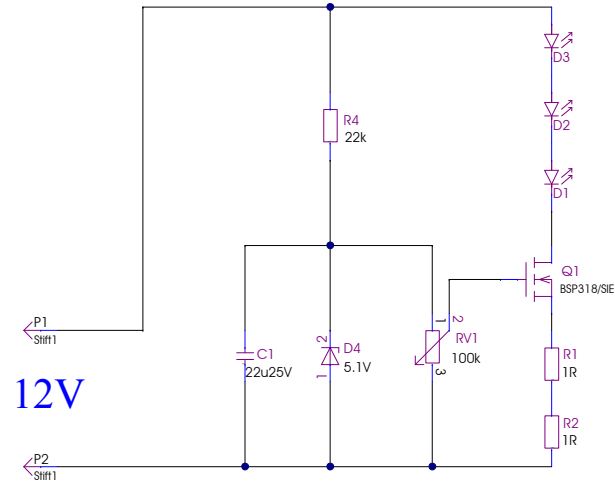 D3
R4
22k
D2
D1
Q1
BSP318/SIE
P1
Stift1
1
2
C1
22u25V
2
D4
1
5.1V
RV1
100k
3
R1
1R
12V
R2
1R
P2
Stift1